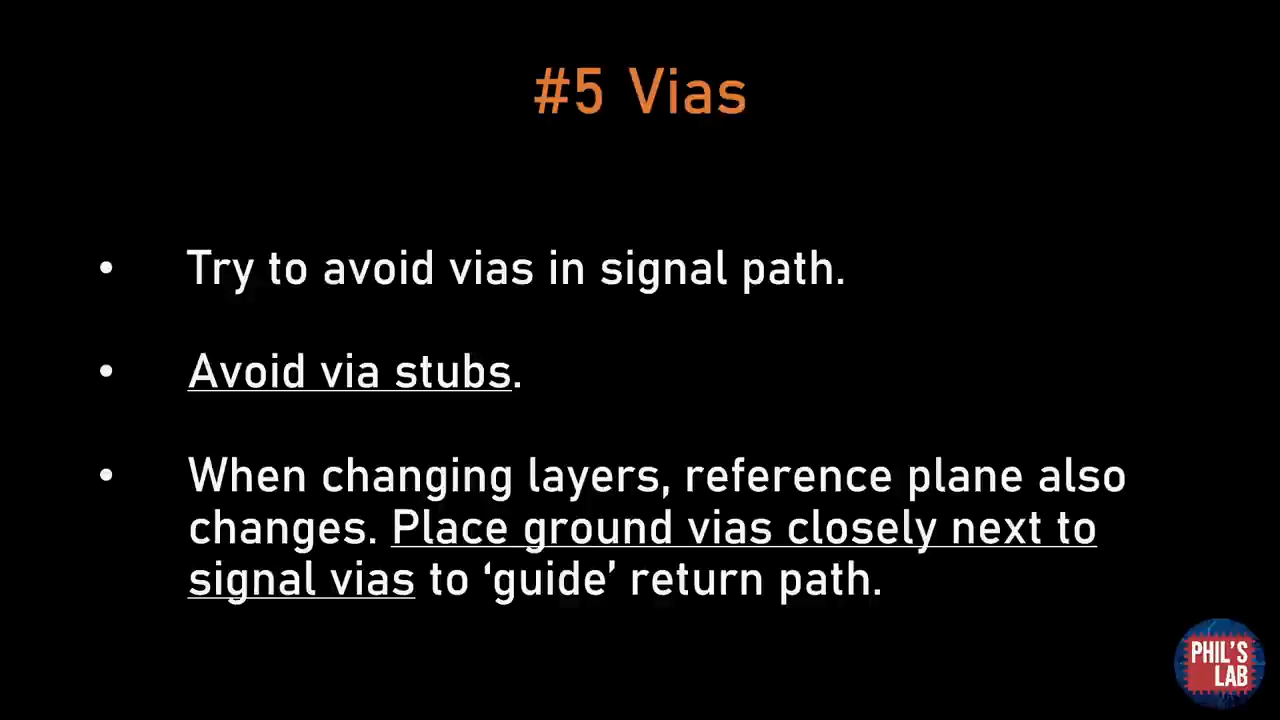 #5 Vias
• Try to avoid vias in signal path.
• Avoid via stubs.
• When changing layers, reference plane also
changes. Place ground vias closely next to
signal vias to ‘guide’ return path.
PHIL'S
LAB